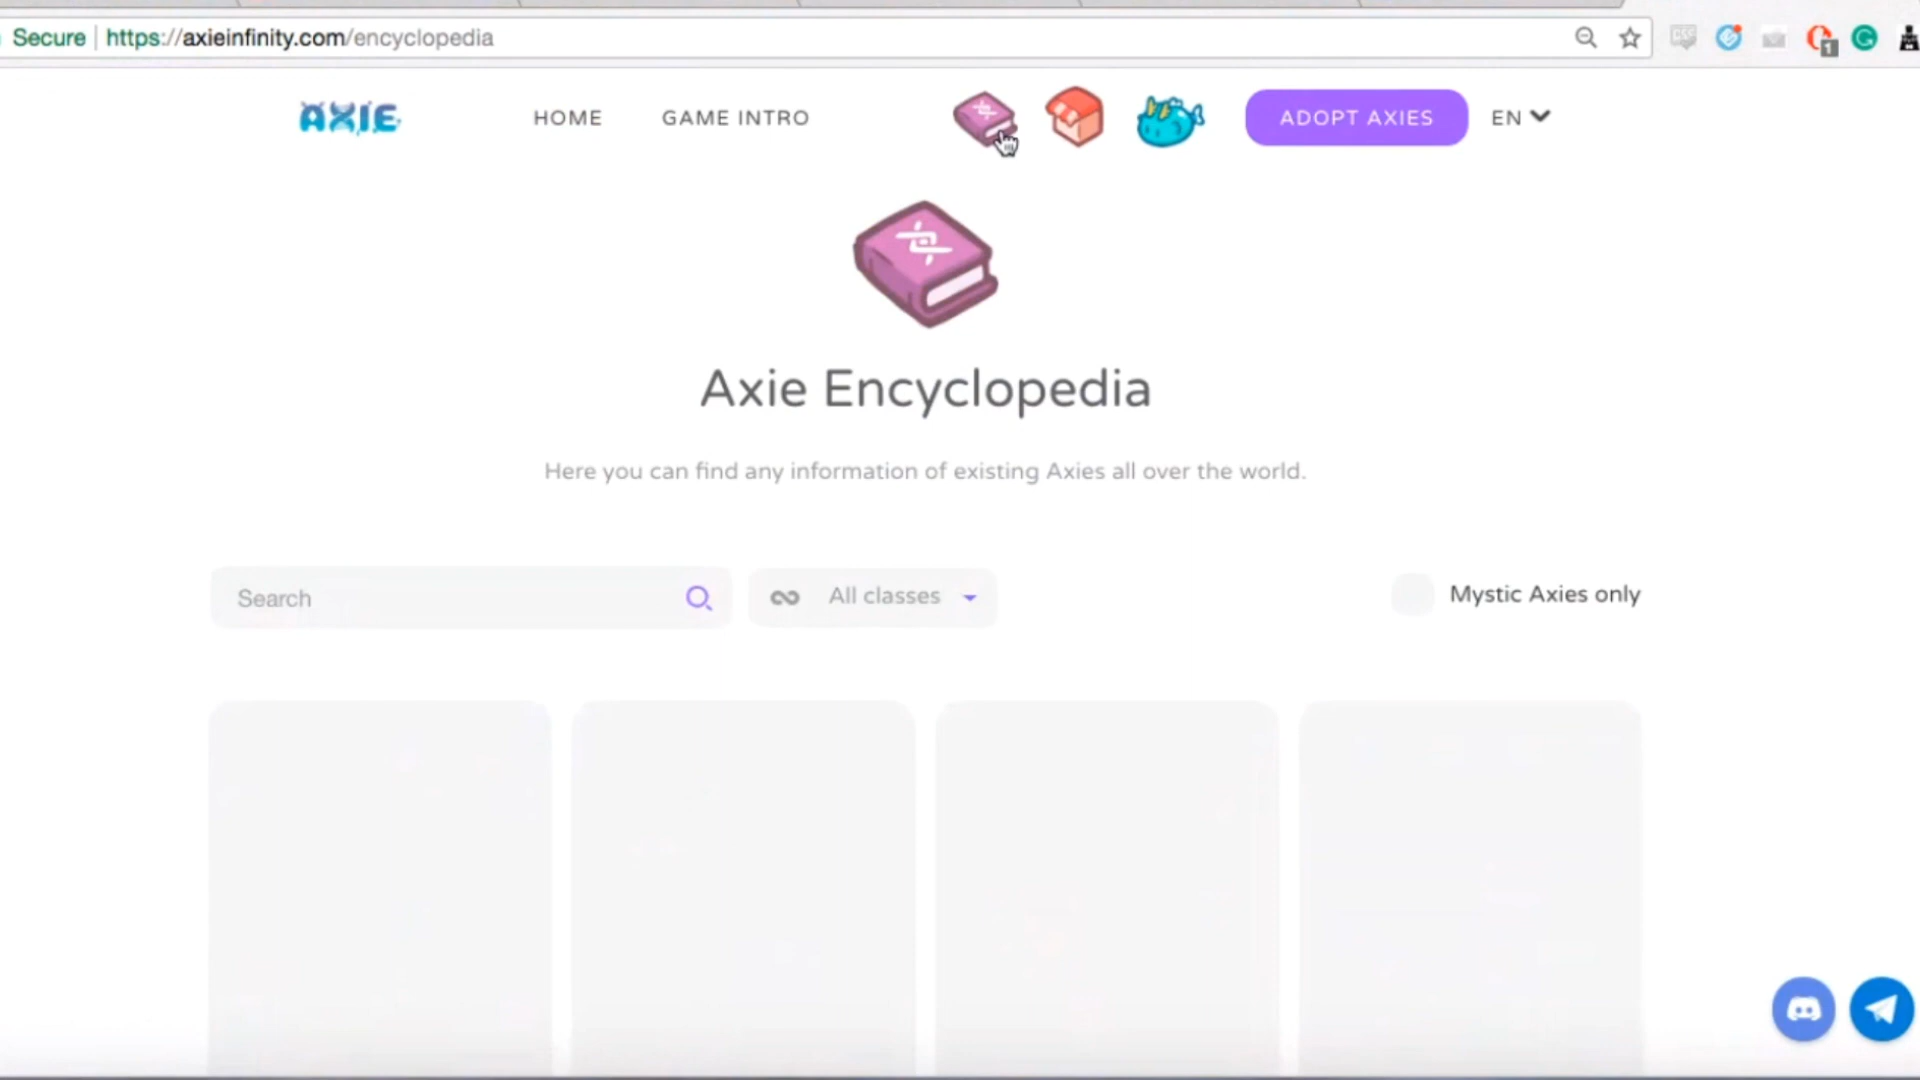 Secure | https://axieinfinity.com/encyclopedia
1
AXIE
HOME
GAME INTRO
ADOPT AXIES
EN
Axie Encyclopedia
Here you can find any information of existing Axies all over the world.
Search
All classes
Mystic Axies only